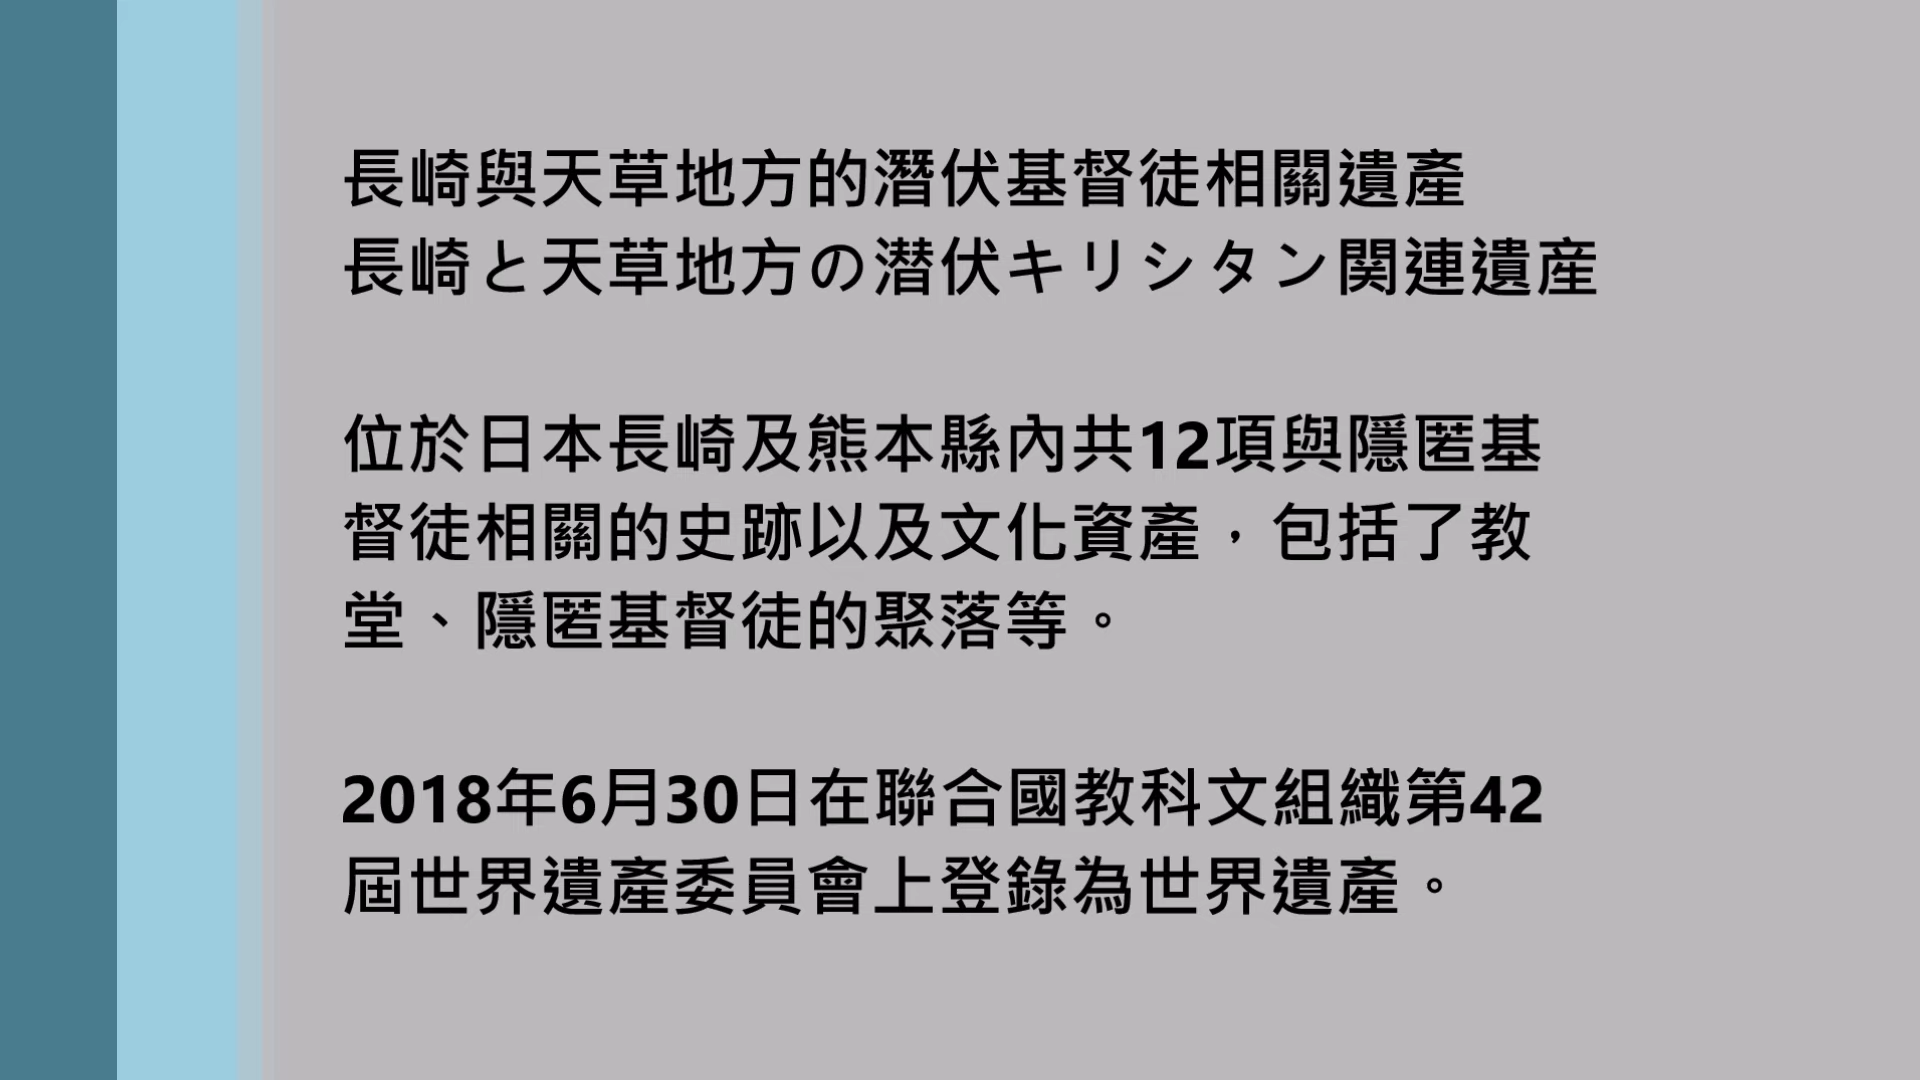 長崎與天草地方的潛伏基督徒相關遺產
長崎と天草地方の潜伏キリシタン関連遺産
位於日本長崎及熊本縣內共12項與隱匿基
督徒相關的史跡以及文化資產，包括了教
堂、隱匿基督徒的聚落等。
2018年6月30日在聯合國教科文組織第42
屆世界遺產委員會上登錄為世界遺產。